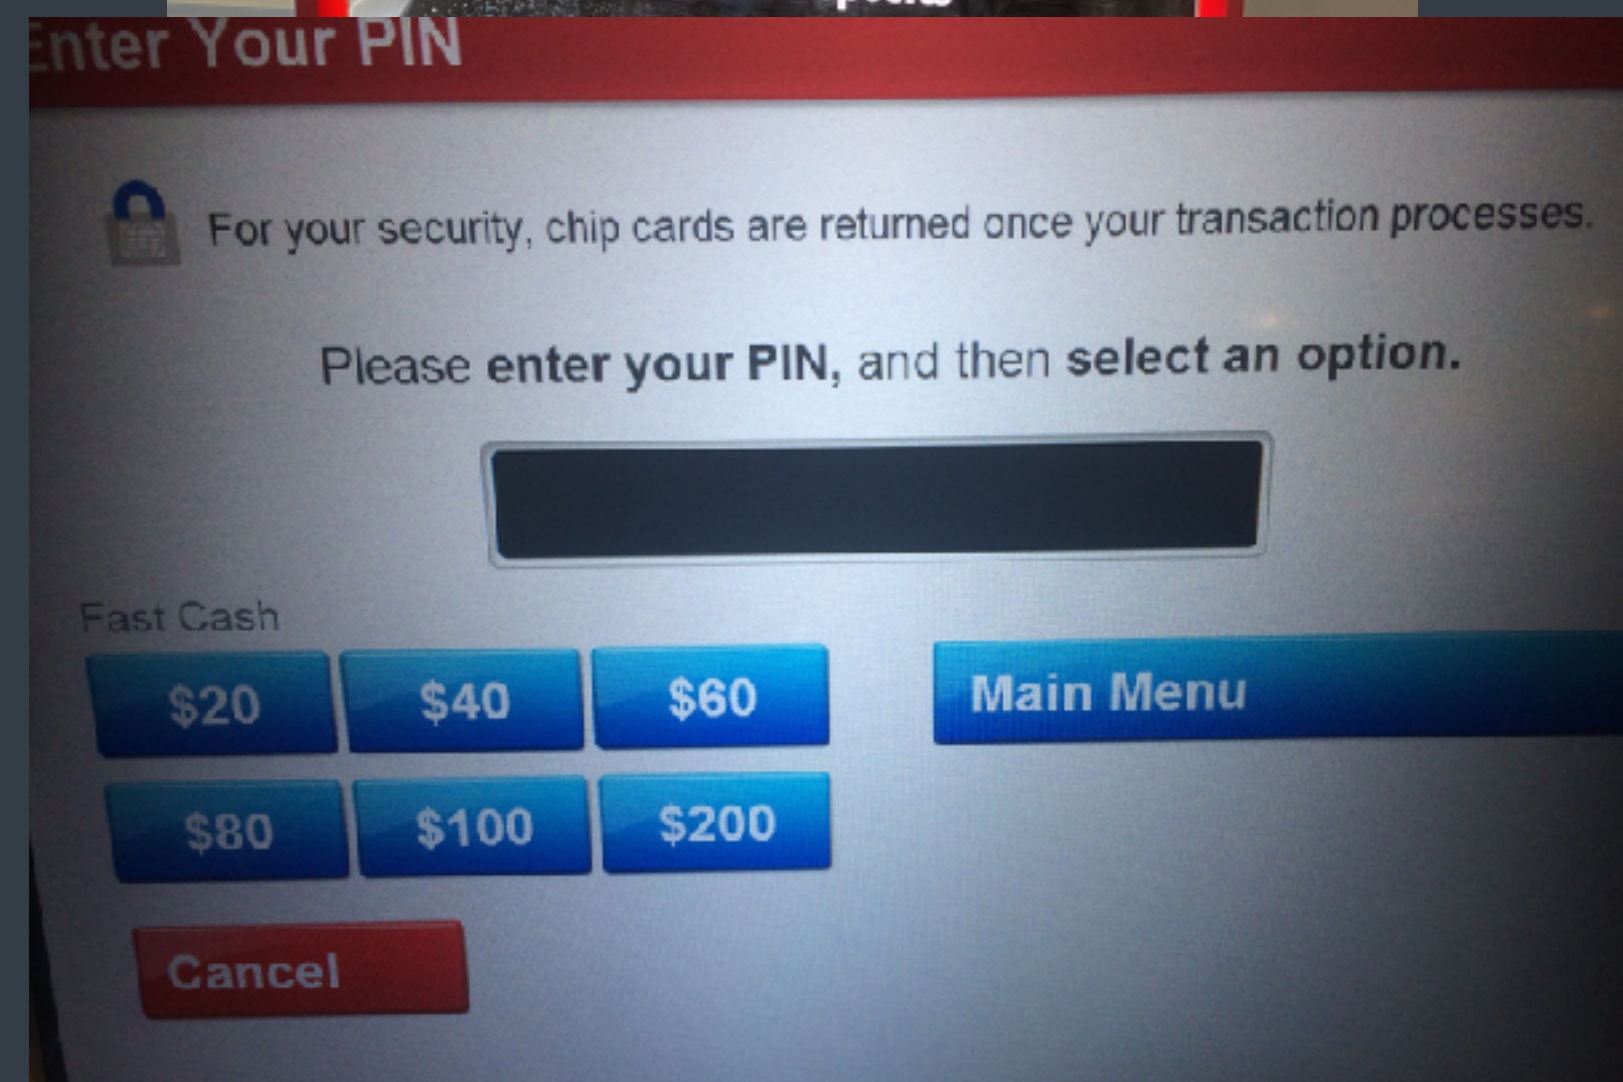 Enter Your PIN
For your security, chip cards are returned once your transaction processes.
Please enter your PIN, and then select an option.
Fast Cash
$20 $40 $60 Main Menu
$80 $100 $200
Cancel